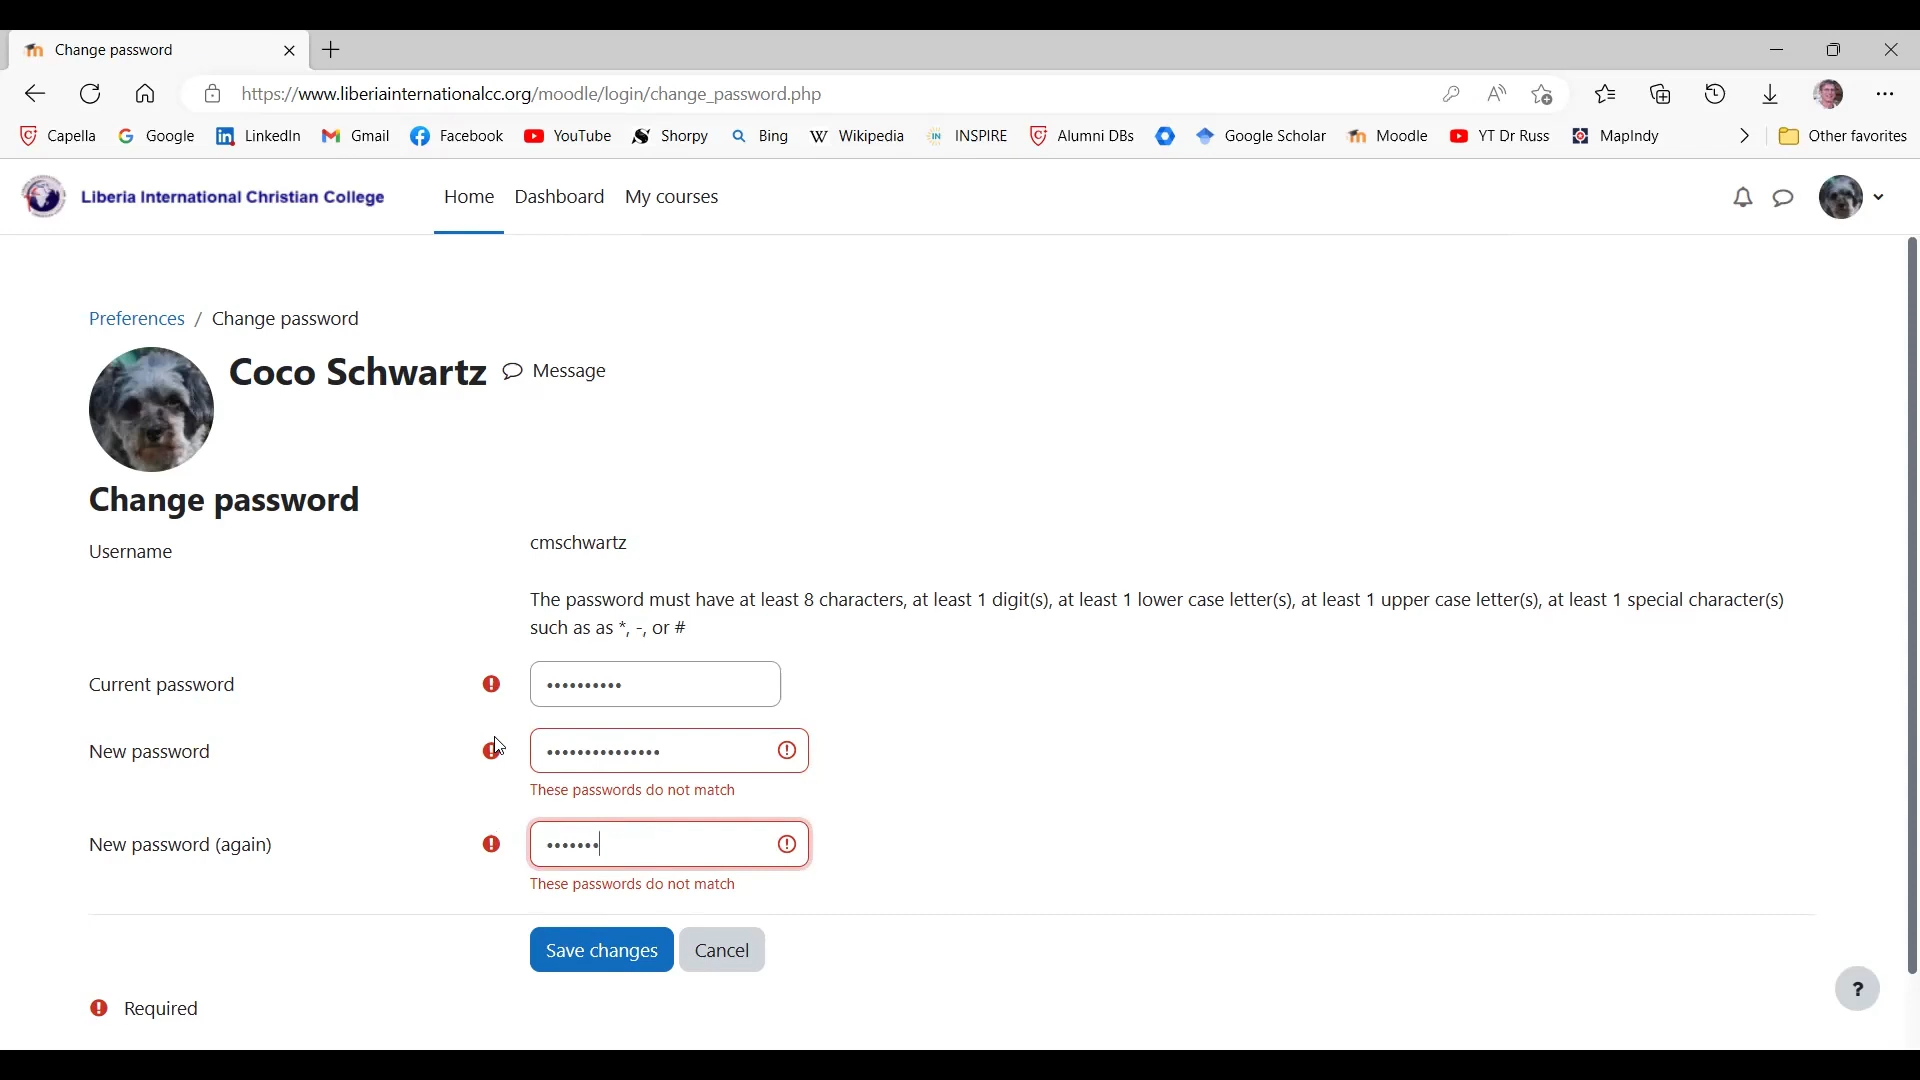 Change password
https://www.liberiainternationalcc.org/moodle/login/change_password.php
Capella Google LinkedIn Gmail Facebook YouTube Shorpy Bing Wikipedia INSPIRE Alumni DBs Google Scholar Moodle YT Dr Russ MapIndy Other favorites
Liberia International Christian College Home Dashboard My courses
Preferences / Change password
Coco Schwartz Message
Change password
Username cmschwartz
The password must have at least 8 characters, at least 1 digit(s), at least 1 lower case letter(s), at least 1 upper case letter(s), at least 1 special character(s)
such as as *, -, or #
Current password ••••••••••
New password •••••••••••••••
These passwords do not match
New password (again) •••••••
These passwords do not match
Save changes Cancel
Required
?